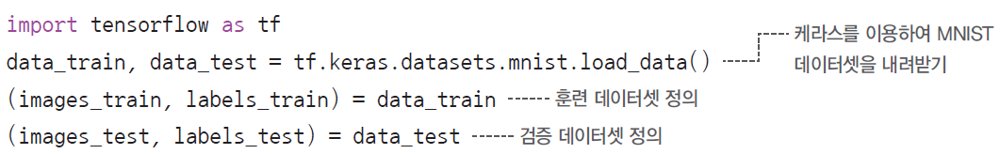 import tensorflow as tf
data_train, data_test = tf.keras.datasets.mnist.load_data()
케라스를 이용하여 MNIST
데이터셋을 내려받기
(images_train, labels_train) = data_train
훈련 데이터셋 정의
(images_test, labels_test) = data_test
검증 데이터셋 정의